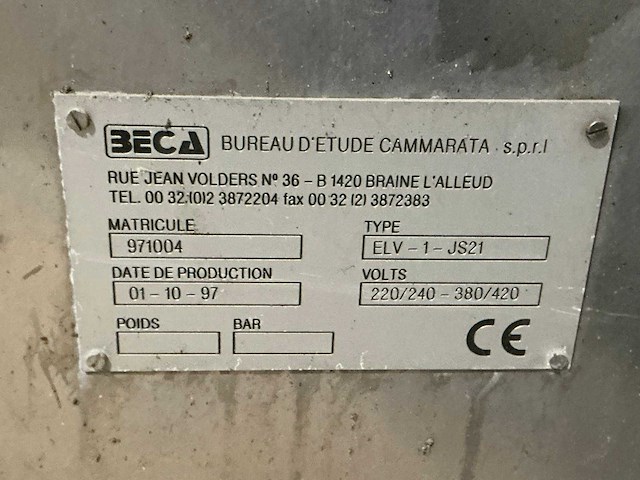 BECA BUREAU D'ETUDE CAMMARATA s.p.r.l
RUE JEAN VOLDERS Nº 36 - B 1420 BRAINE L'ALLEUD
TEL. 00 32 (0)2 3872204 fax 00 32 (2) 3872383
MATRICULE TYPE
971004 ELV - 1 - JS21
DATE DE PRODUCTION VOLTS
01 - 10 - 97 220/240 - 380/420
POIDS BAR
CE